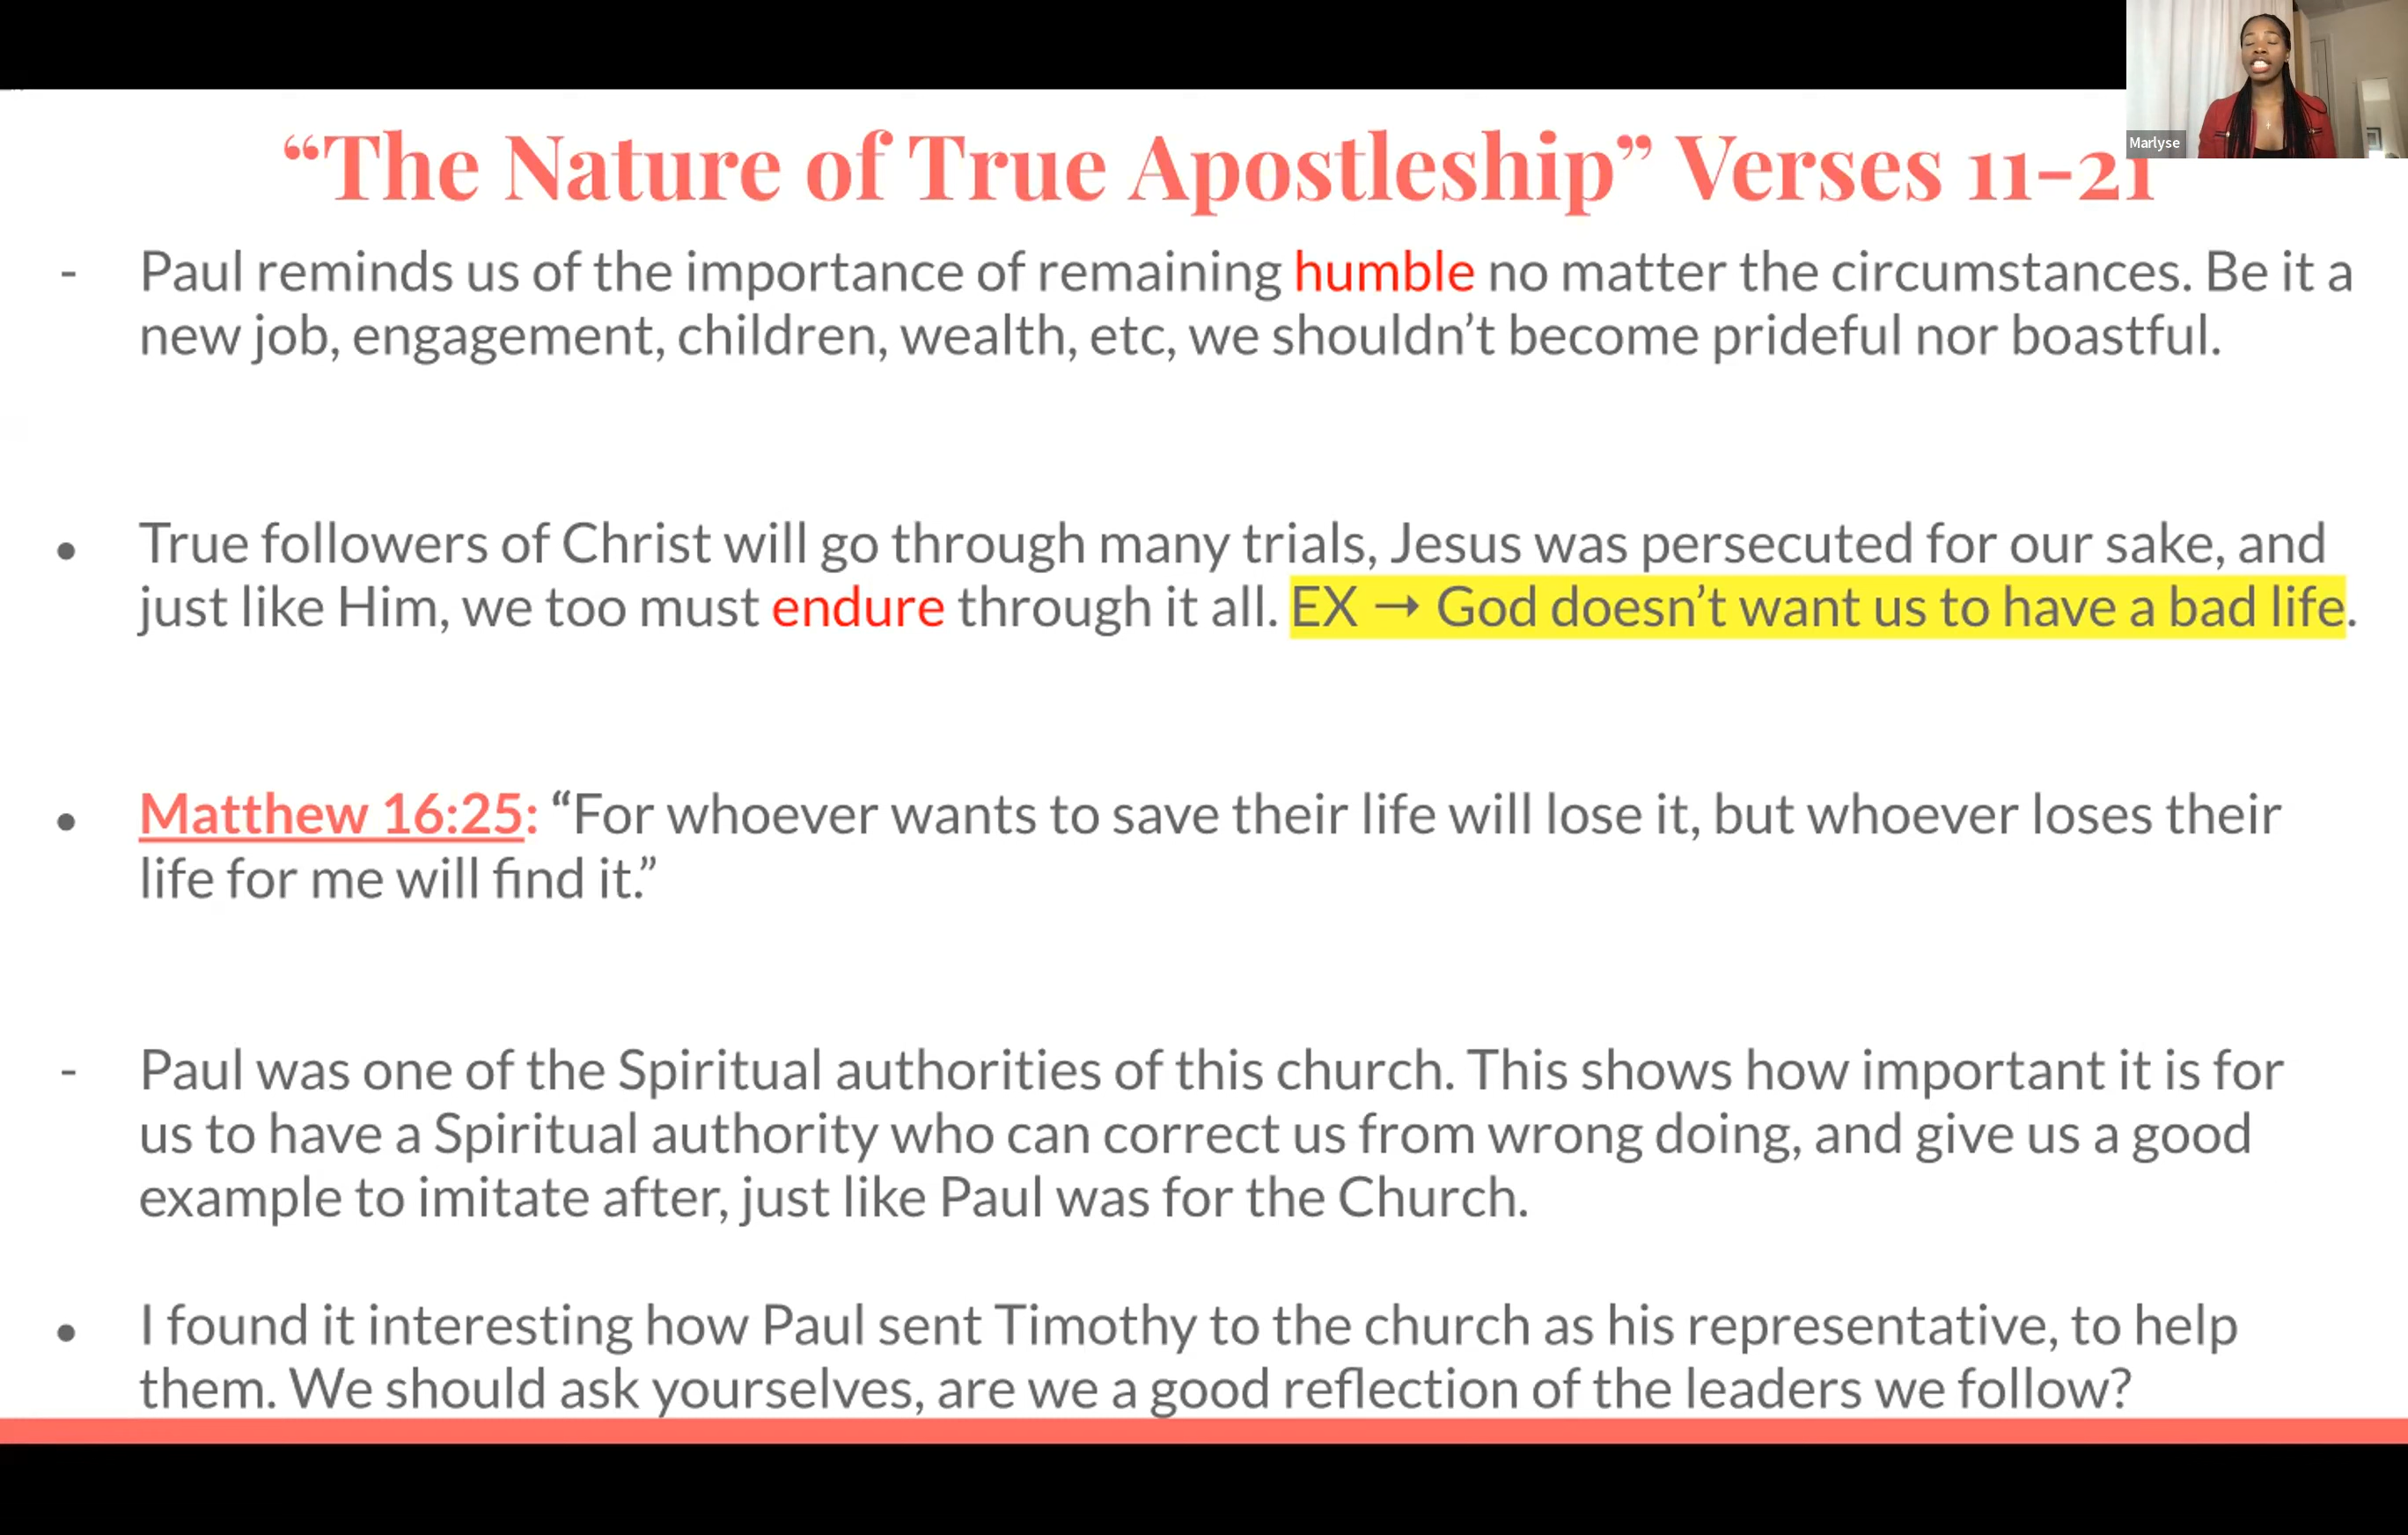 Marlyse
“The Nature of True Apostleship” Verses 11-21
- Paul reminds us of the importance of remaining humble no matter the circumstances. Be it a
new job, engagement, children, wealth, etc, we shouldn’t become prideful nor boastful.
● True followers of Christ will go through many trials, Jesus was persecuted for our sake, and
just like Him, we too must endure through it all. EX → God doesn’t want us to have a bad life.
● Matthew 16:25: “For whoever wants to save their life will lose it, but whoever loses their
life for me will find it.”
- Paul was one of the Spiritual authorities of this church. This shows how important it is for
us to have a Spiritual authority who can correct us from wrong doing, and give us a good
example to imitate after, just like Paul was for the Church.
● I found it interesting how Paul sent Timothy to the church as his representative, to help
them. We should ask yourselves, are we a good reflection of the leaders we follow?